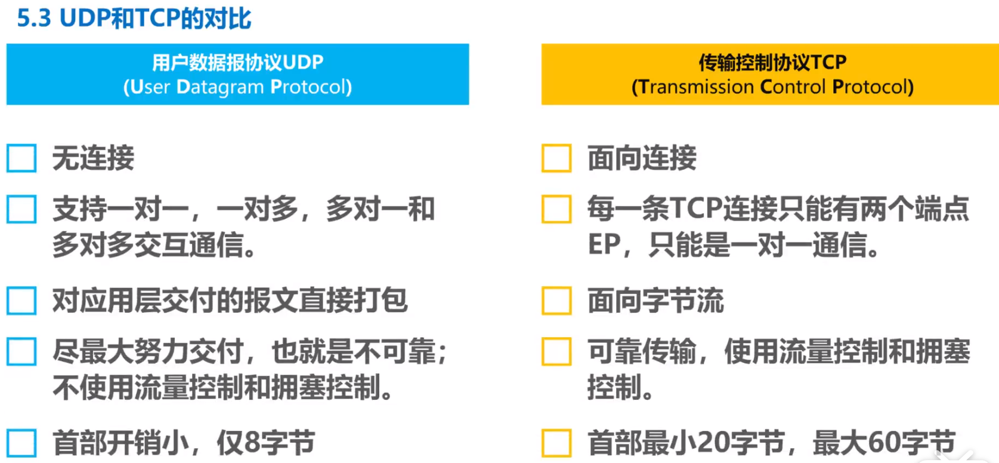 5.3 UDP和TCP的对比
用户数据报协议UDP
(User Datagram Protocol)
无连接
支持一对一，一对多，多对一和
多对多交互通信。
对应用层交付的报文直接打包
尽最大努力交付，也就是不可靠；
不使用流量控制和拥塞控制。
首部开销小，仅8字节
传输控制协议TCP
(Transmission Control Protocol)
面向连接
每一条TCP连接只能有两个端点
EP，只能是一对一通信。
面向字节流
可靠传输，使用流量控制和拥塞
控制。
首部最小20字节，最大60字节